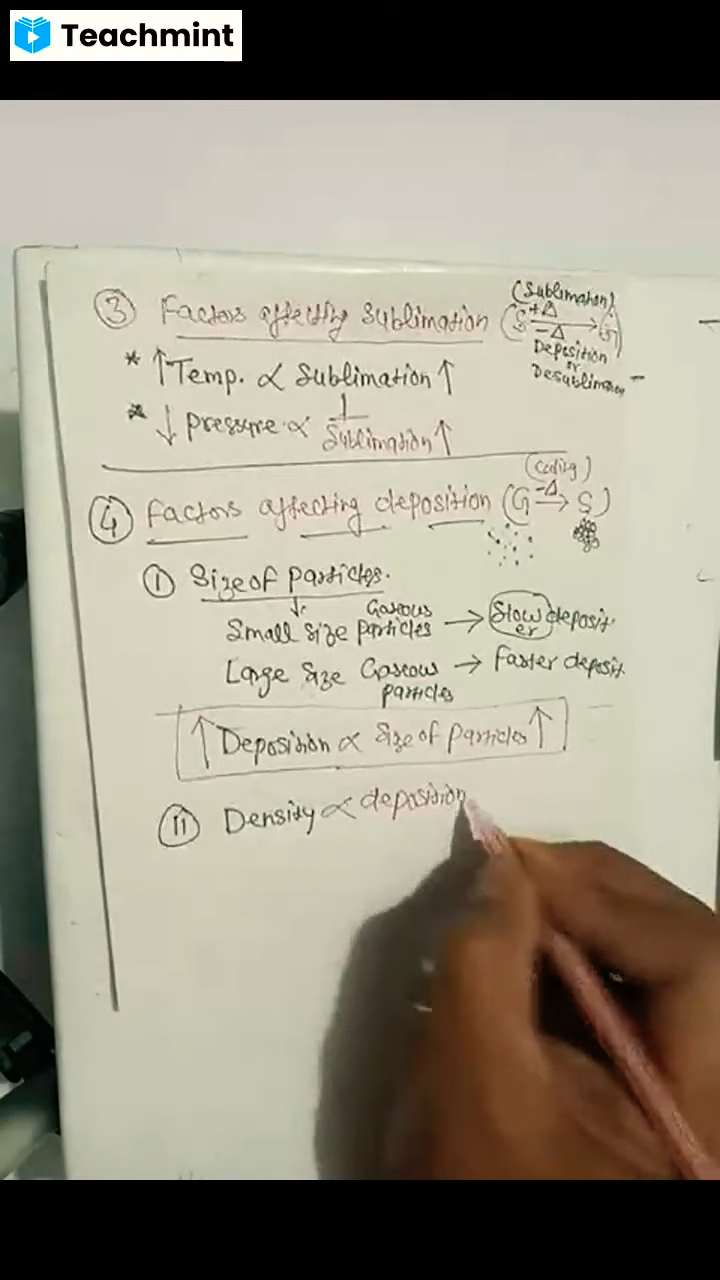 Teachmint
③ Factors affecting Sublimation (S +Δ → G)
(Sublimation)
-Δ
Deposition
or
Desublimation
* ↑Temp. ∝ Sublimation ↑
* ↓ pressure ∝ 1/Sublimation ↑
(Cooling)
④ Factors affecting deposition (G -Δ → S)
① Size of particles.
Small size Gaseous particles → Slower deposit.
Large Size Gaseous particles → Faster deposit.
↑ Deposition ∝ Size of particles ↑
⑪ Density ∝ deposition